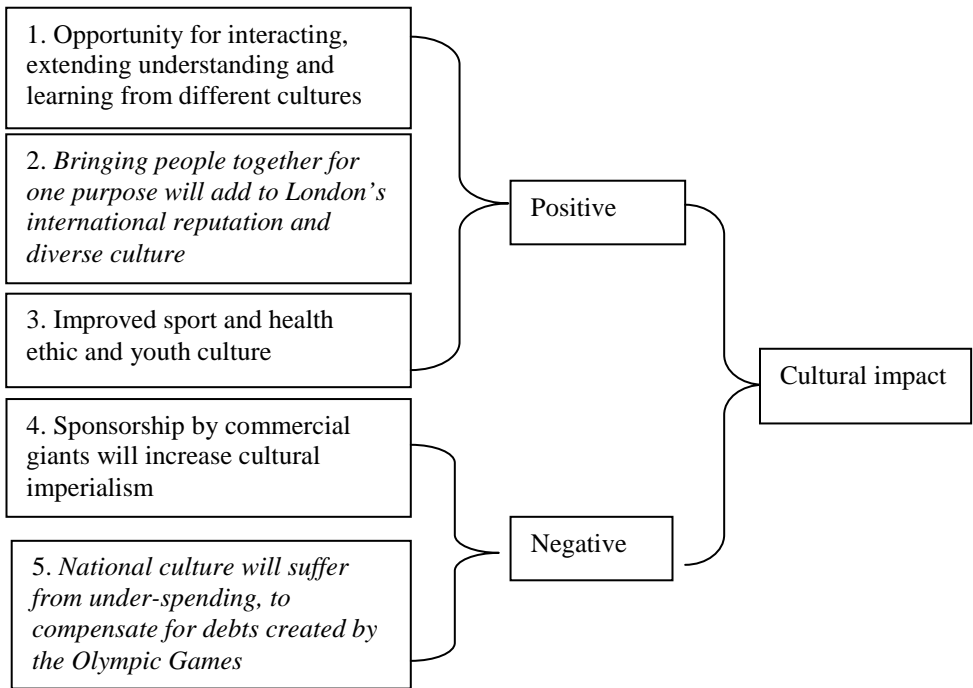 1. Opportunity for interacting,
extending understanding and
learning from different cultures
2. Bringing people together for
one purpose will add to London’s
international reputation and
diverse culture
Positive
3. Improved sport and health
ethic and youth culture
Cultural impact
4. Sponsorship by commercial
giants will increase cultural
imperialism
Negative
5. National culture will suffer
from under-spending, to
compensate for debts created by
the Olympic Games